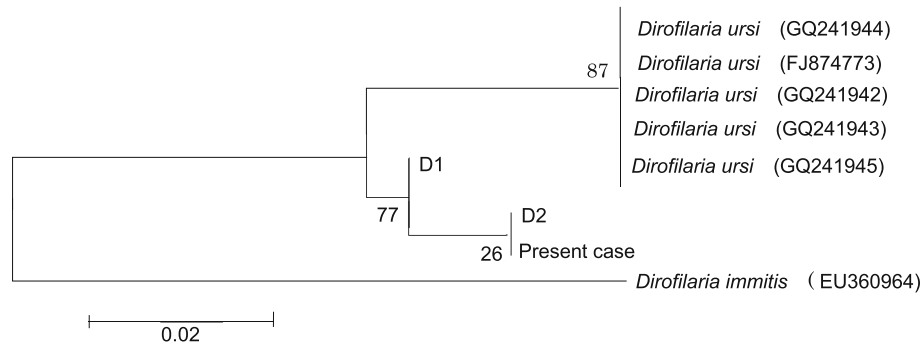 Dirofilaria ursi (GQ241944)
87
Dirofilaria ursi (FJ874773)
Dirofilaria ursi (GQ241942)
Dirofilaria ursi (GQ241943)
D1
Dirofilaria ursi (GQ241945)
77
D2
26
Present case
Dirofilaria immitis (EU360964)
0.02